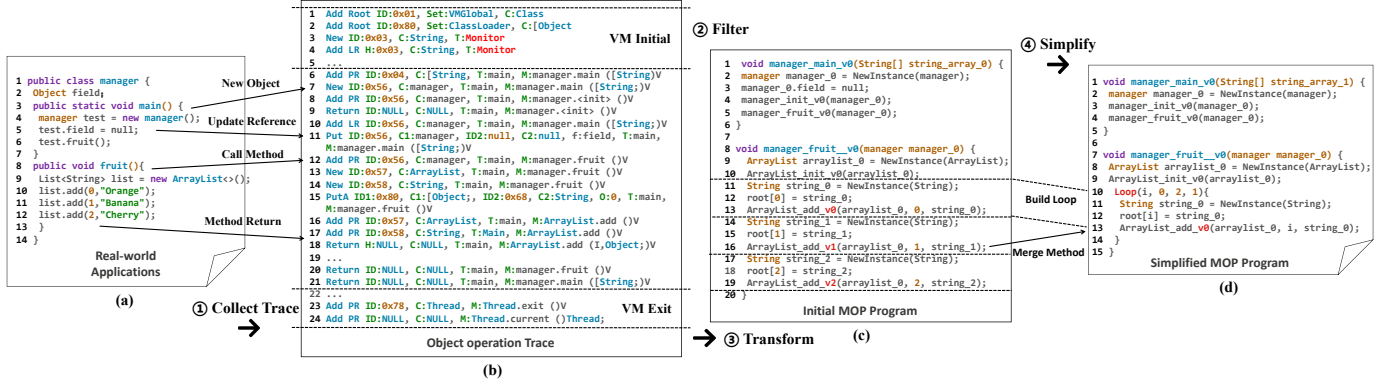 1 public class manager {
2 Object field;
3 public static void main() {
4 manager test = new manager();
5 test.field = null;
6 test.fruit();
7 }
8 public void fruit(){
9 List<String> list = new ArrayList<>();
10 list.add(0,"Orange");
11 list.add(1,"Banana");
12 list.add(2,"Cherry");
13 }
14 }
Real-world
Applications
(a)
New Object
Update Reference
Call Method
Method Return
① Collect Trace
1 Add Root ID:0x01, Set:VMGlobal, C:Class
2 Add Root ID:0x80, Set:ClassLoader, C:[Object
3 New ID:0x03, C:String, T:Monitor
4 Add LR H:0x03, C:String, T:Monitor
5 ...
VM Initial
6 Add PR ID:0x04, C:[String, T:main, M:manager.main ([String)V
7 New ID:0x56, C:manager, T:main, M:manager.main ([String;)V
8 Add PR ID:0x56, C:manager, T:main, M:manager.<init> ()V
9 Return ID:NULL, C:NULL, T:main, M:manager.<init> ()V
10 Add LR ID:0x56, C:manager, T:main, M:manager.main ([String;)V
11 Put ID:0x56, C1:manager, ID2:null, C2:null, f:field, T:main,
M:manager.main ([String;)V
12 Add PR ID:0x56, C:manager, T:main, M:manager.fruit ()V
13 New ID:0x57, C:ArrayList, T:main, M:manager.fruit ()V
14 New ID:0x58, C:String, T:main, M:manager.fruit ()V
15 PutA ID1:0x80, C1:[Object;, ID2:0x68, C2:String, O:0, T:main,
M:manager.fruit ()V
16 Add PR ID:0x57, C:ArrayList, T:main, M:ArrayList.add ()V
17 Add PR ID:0x58, C:String, T:main, M:ArrayList.add ()V
18 Return H:NULL, C:NULL, T:main, M:ArrayList.add (I,Object;)V
19 ...
20 Return ID:NULL, C:NULL, T:main, M:manager.fruit ()V
21 Return ID:NULL, C:NULL, T:main, M:manager.main ([String;)V
22 ...
23 Add PR ID:0x78, C:Thread, M:Thread.exit ()V
24 Add PR ID:NULL, C:NULL, M:Thread.current ()Thread;
VM Exit
Object operation Trace
(b)
② Filter
③ Transform
1 void manager_main_v0(String[] string_array_0) {
2 manager manager_0 = NewInstance(manager);
3 manager_0.field = null;
4 manager_init_v0(manager_0);
5 manager_fruit_v0(manager_0);
6 }
7
8 void manager_fruit__v0(manager manager_0) {
9 ArrayList arraylist_0 = NewInstance(ArrayList);
10 ArrayList_init_v0(arraylist_0);
11 String string_0 = NewInstance(String);
12 root[0] = string_0;
13 ArrayList_add_v0(arraylist_0, 0, string_0);
14 String string_1 = NewInstance(String);
15 root[1] = string_1;
16 ArrayList_add_v1(arraylist_0, 1, string_1);
17 String string_2 = NewInstance(String);
18 root[2] = string_2;
19 ArrayList_add_v2(arraylist_0, 2, string_2);
20 }
Initial MOP Program
(c)
④ Simplify
Build Loop
Merge Method
1 void manager_main_v0(String[] string_array_1) {
2 manager manager_0 = NewInstance(manager);
3 manager_init_v0(manager_0);
4 manager_fruit_v0(manager_0);
5 }
6
7 void manager_fruit__v0(manager manager_0) {
8 ArrayList arraylist_0 = NewInstance(ArrayList);
9 ArrayList_init_v0(arraylist_0);
10 Loop(i, 0, 2, 1){
11 String string_0 = NewInstance(String);
12 root[i] = string_0;
13 ArrayList_add_v0(arraylist_0, i, string_0);
14 }
15 }
Simplified MOP Program
(d)